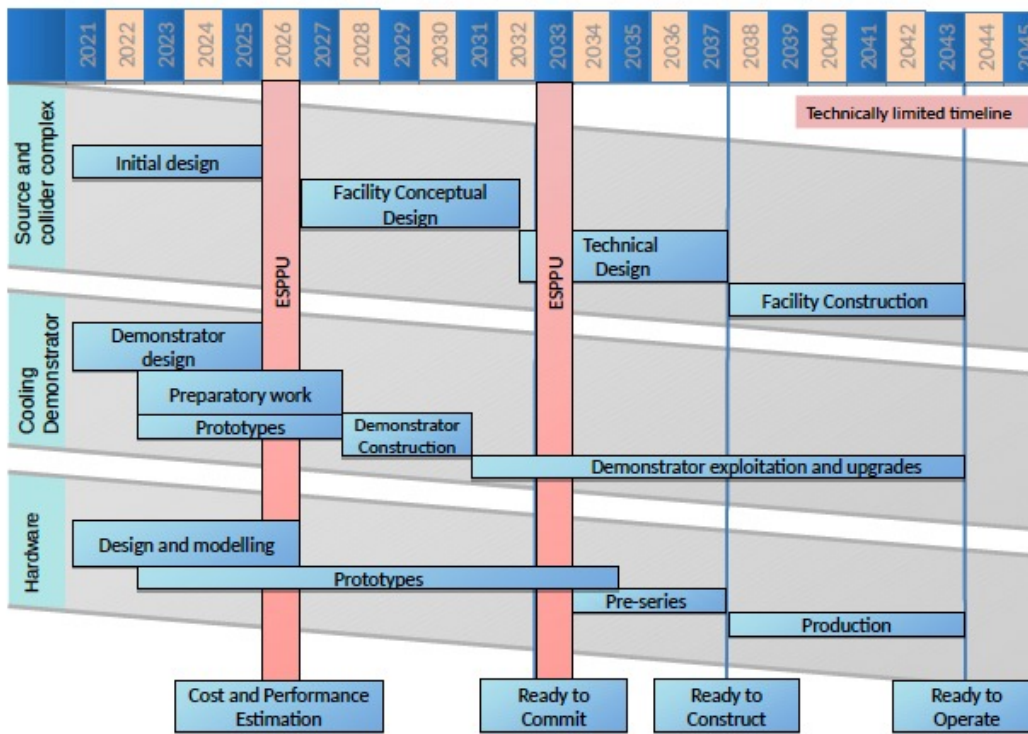 2021 2022 2023 2024 2025 2026 2027 2028 2029 2030 2031 2032 2033 2034 2035 2036 2037 2038 2039 2040 2041 2042 2043 2044 2045
Technically limited timeline
Source and
collider complex
Initial design
Facility Conceptual
Design
Technical
Design
Facility Construction
ESPPU
ESPPU
Cooling
Demonstrator
Demonstrator
design
Preparatory work
Prototypes
Demonstrator
Construction
Demonstrator exploitation and upgrades
Hardware
Design and modelling
Prototypes
Pre-series
Production
Cost and Performance
Estimation
Ready to
Commit
Ready to
Construct
Ready to
Operate